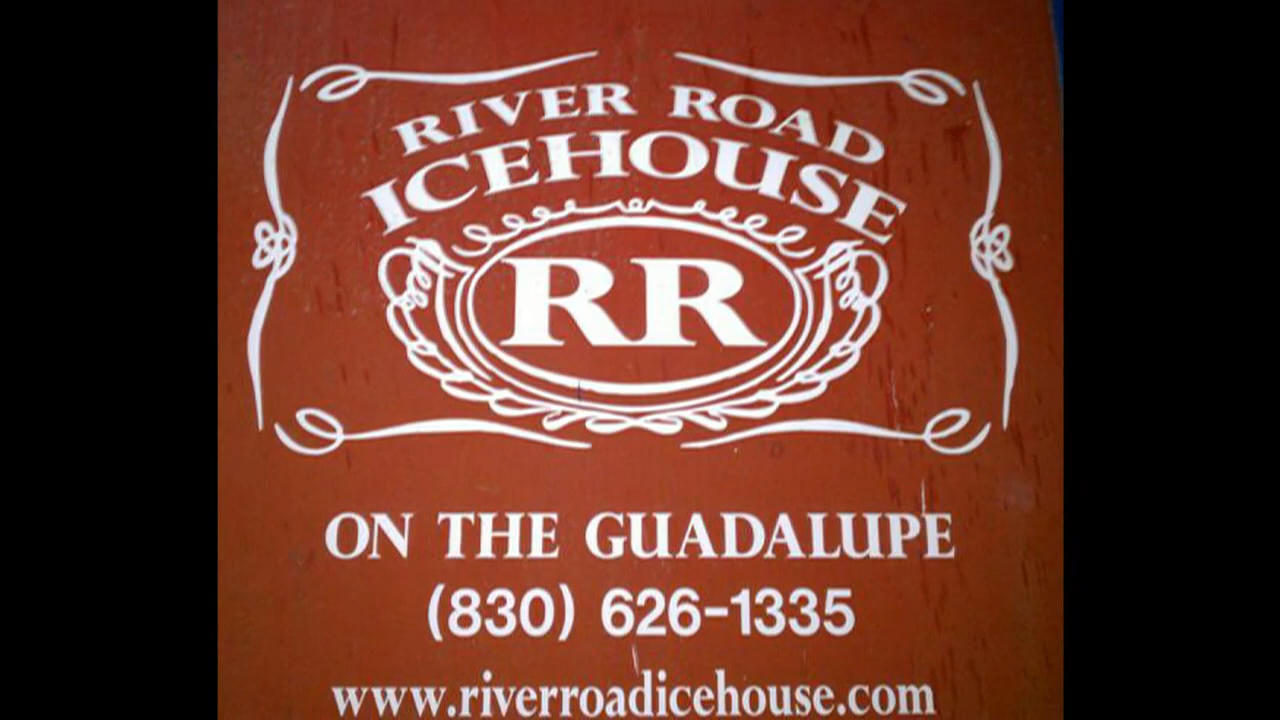 RIVER ROAD
ICEHOUSE
RR
ON THE GUADALUPE
(830) 626-1335
www.riverroadicehouse.com